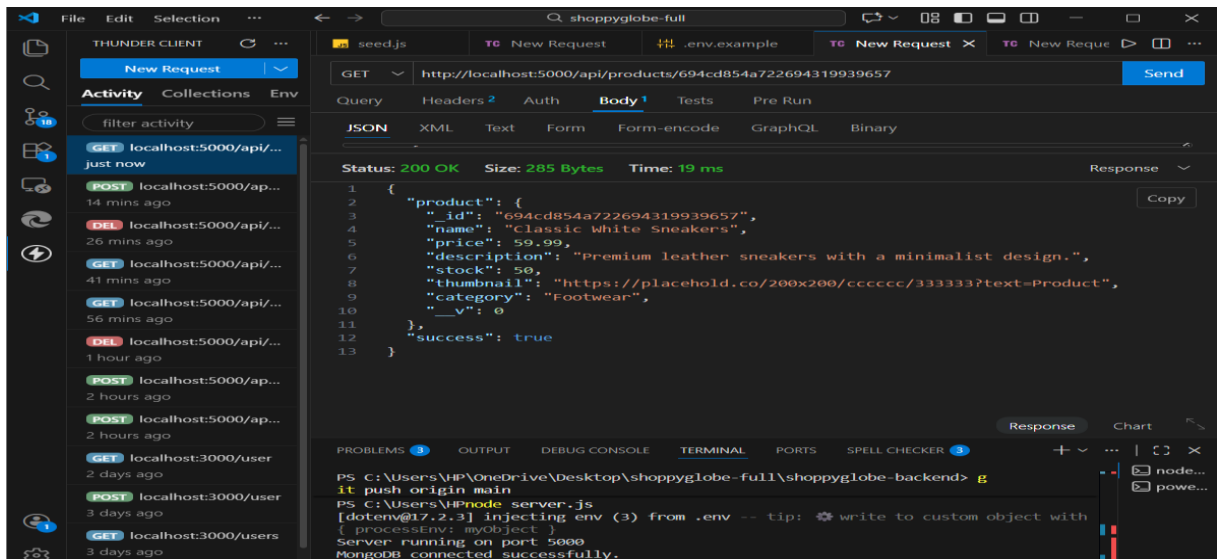 File Edit Selection ... shoppyglobe-full
THUNDER CLIENT
New Request
Activity Collections Env
filter activity
GET localhost:5000/api/...
just now
POST localhost:5000/ap...
14 mins ago
DEL localhost:5000/api/...
26 mins ago
GET localhost:5000/api/...
41 mins ago
GET localhost:5000/api/...
56 mins ago
DEL localhost:5000/api/...
1 hour ago
POST localhost:5000/ap...
2 hours ago
POST localhost:5000/ap...
2 hours ago
GET localhost:3000/user
2 days ago
POST localhost:3000/user
3 days ago
GET localhost:3000/users
3 days ago
18
1
1
JS seed.js TC New Request .env.example TC New Request TC New Reque
GET http://localhost:5000/api/products/694cd854a722694319939657 Send
Query Headers 2 Auth Body 1 Tests Pre Run
JSON XML Text Form Form-encode GraphQL Binary
Status: 200 OK Size: 285 Bytes Time: 19 ms Response
Copy
1 {
2 "product": {
3 "_id": "694cd854a722694319939657",
4 "name": "Classic White Sneakers",
5 "price": 59.99,
6 "description": "Premium leather sneakers with a minimalist design.",
7 "stock": 50,
8 "thumbnail": "https://placehold.co/200x200/cccccc/333333?text=Product",
9 "category": "Footwear",
10 "__v": 0
11 },
12 "success": true
13 }
Response Chart
PROBLEMS 3 OUTPUT DEBUG CONSOLE TERMINAL PORTS SPELL CHECKER 3
PS C:\Users\HP\OneDrive\Desktop\shoppyglobe-full\shoppyglobe-backend> g
it push origin main
PS C:\Users\HPnode server.js
[dotenv@17.2.3] injecting env (3) from .env -- tip: ⚙️ write to custom object with
{ processEnv: myObject }
Server running on port 5000
MongoDB connected successfully.
node...
powe...